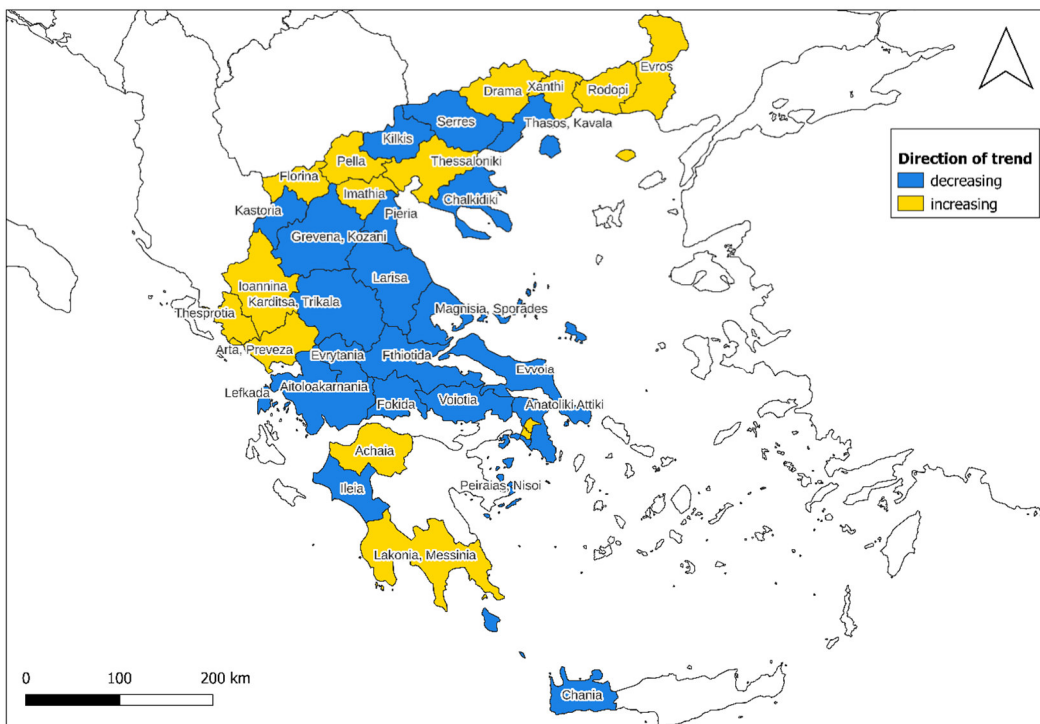 Evros
Drama
Xanthi
Rodopi
Serres
Thasos, Kavala
Kilkis
Pella
Thessaloniki
Florina
Imathia
Chalkidiki
Kastoria
Pieria
Grevena, Kozani
Larisa
Ioannina
Karditsa, Trikala
Thesprotia
Magnisia, Sporades
Arta, Preveza
Evrytania
Fthiotida
Evvoia
Lefkada
Aitoloakarnania
Fokida
Voiotia
Anatoliki Attiki
Achaia
Ileia
Peiraias, Nisoi
Lakonia, Messinia
Chania
Direction of trend
decreasing
increasing
0 100 200 km